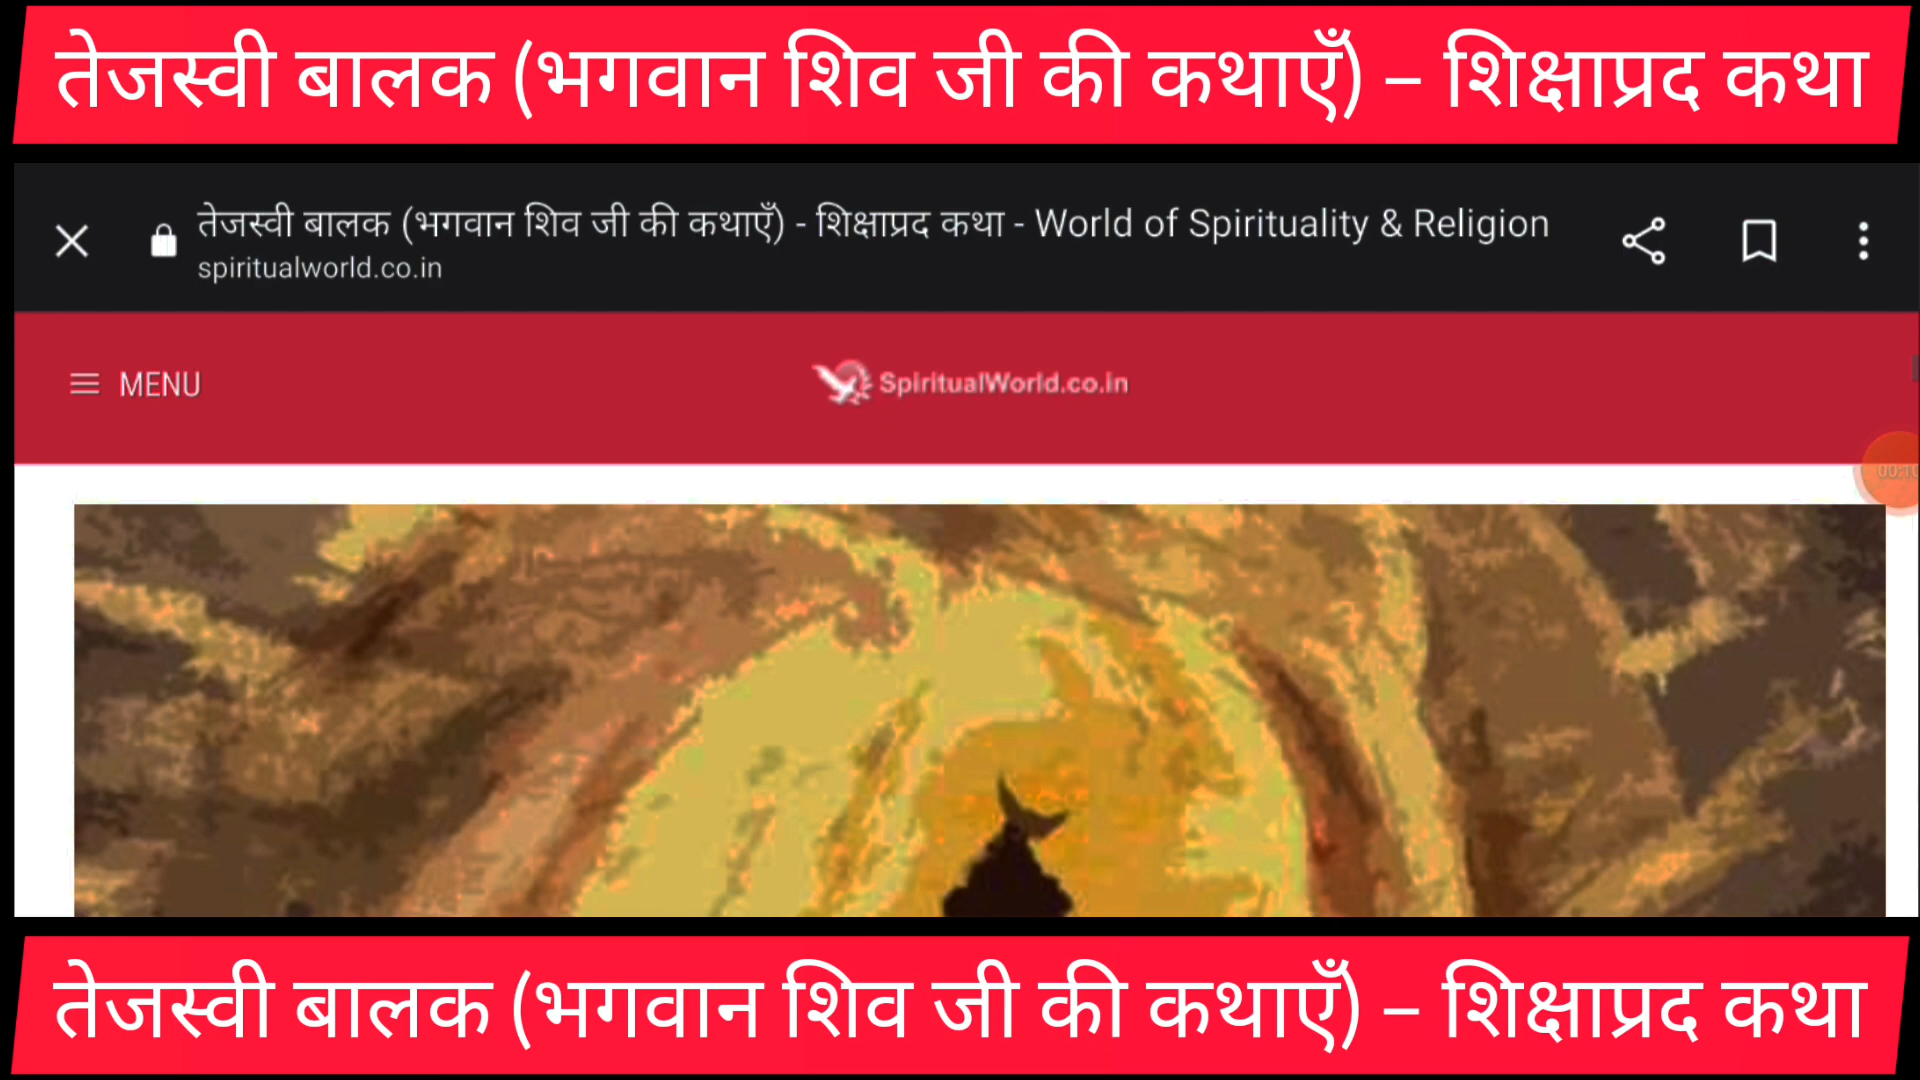 तेजस्वी बालक (भगवान शिव जी की कथाएँ) – शिक्षाप्रद कथा
तेजस्वी बालक (भगवान शिव जी की कथाएँ) - शिक्षाप्रद कथा - World of Spirituality & Religion
spiritualworld.co.in
MENU
SpiritualWorld.co.in
तेजस्वी बालक (भगवान शिव जी की कथाएँ) – शिक्षाप्रद कथा